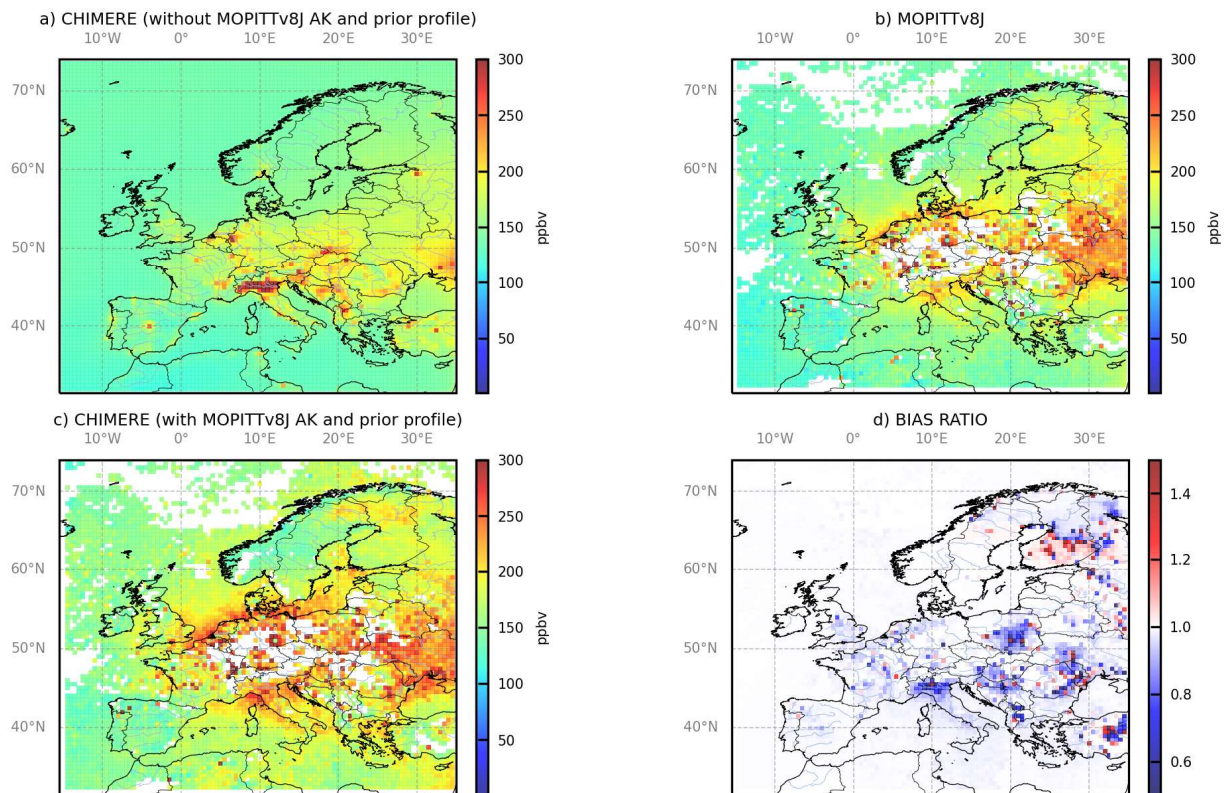 a) CHIMERE (without MOPITTv8J AK and prior profile)
10°W 0° 10°E 20°E 30°E
70°N
60°N
50°N
40°N
300
250
200
150
100
50
ppbv
b) MOPITTv8J
10°W 0° 10°E 20°E 30°E
70°N
60°N
50°N
40°N
300
250
200
150
100
50
ppbv
c) CHIMERE (with MOPITTv8J AK and prior profile)
10°W 0° 10°E 20°E 30°E
70°N
60°N
50°N
40°N
300
250
200
150
100
50
ppbv
d) BIAS RATIO
10°W 0° 10°E 20°E 30°E
70°N
60°N
50°N
40°N
1.4
1.2
1.0
0.8
0.6